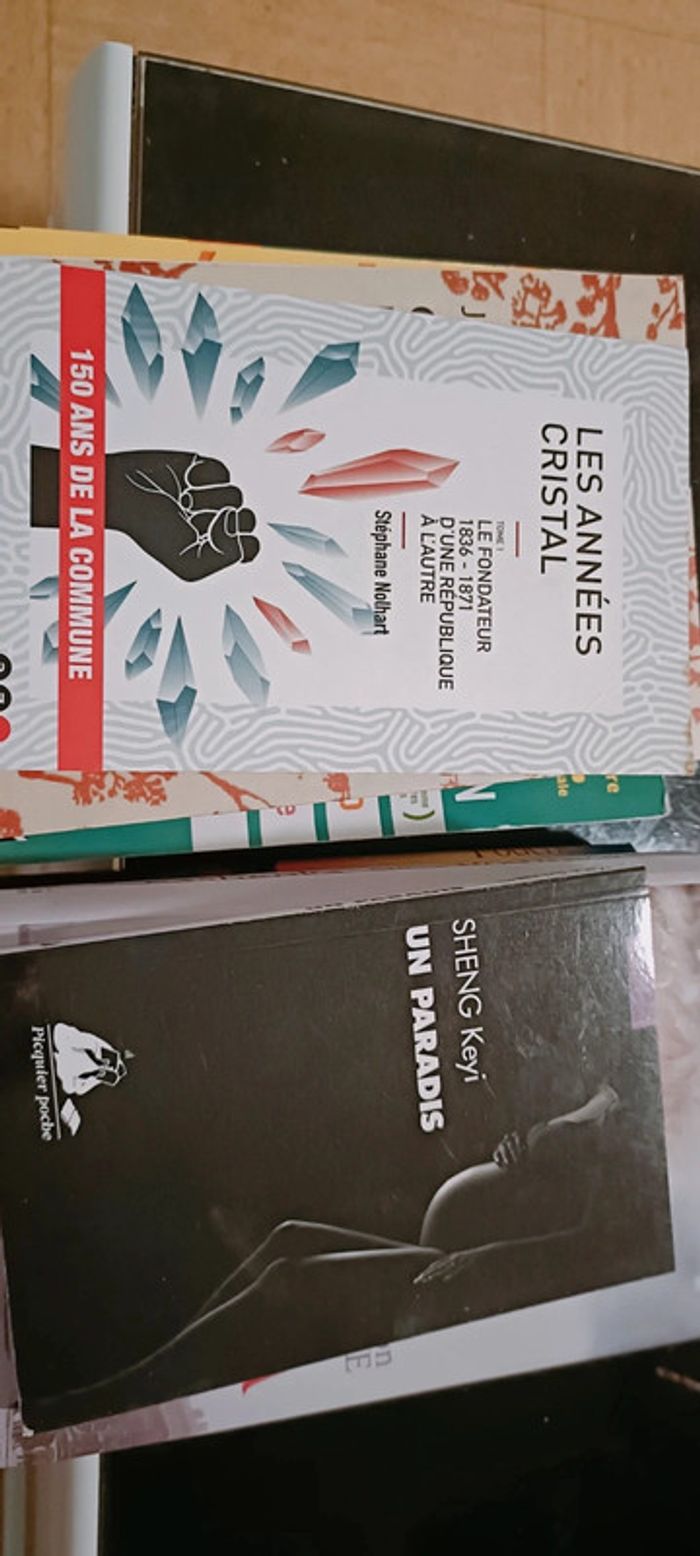 LES ANNÉES
CRISTAL
TOME 1
LE FONDATEUR
1836 - 1871
D'UNE RÉPUBLIQUE
À L'AUTRE
Stéphane Nolhart
150 ANS DE LA COMMUNE
SHENG Keyi
UN PARADIS
Picquier poche